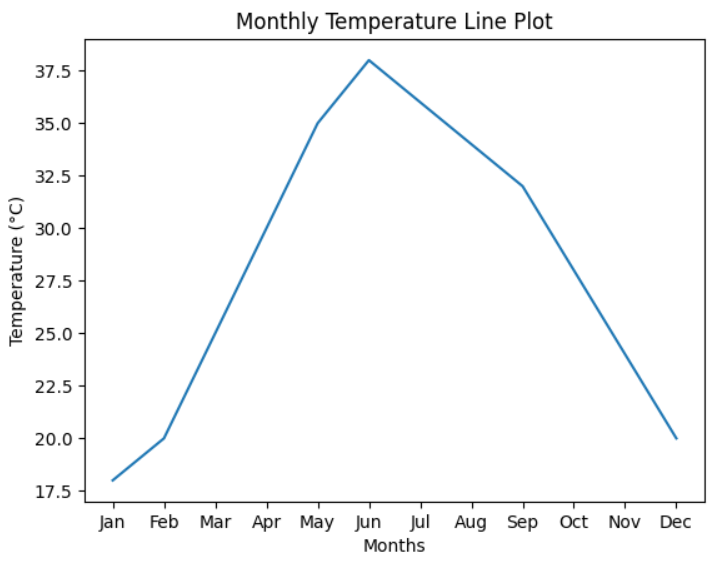 Monthly Temperature Line Plot
Temperature (°C)
37.5
35.0
32.5
30.0
27.5
25.0
22.5
20.0
17.5
Jan Feb Mar Apr May Jun Jul Aug Sep Oct Nov Dec
Months